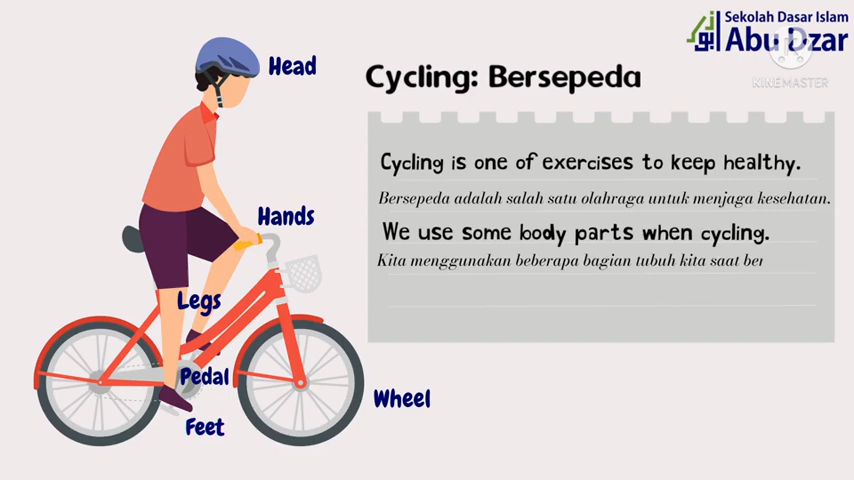 Sekolah Dasar Islam
Abu Dzar
KINEMASTER
Head
Cycling: Bersepeda
Cycling is one of exercises to keep healthy.
Bersepeda adalah salah satu olahraga untuk menjaga kesehatan.
Hands
We use some body parts when cycling.
Kita menggunakan beberapa bagian tubuh kita saat ber
Legs
Pedal
Wheel
Feet